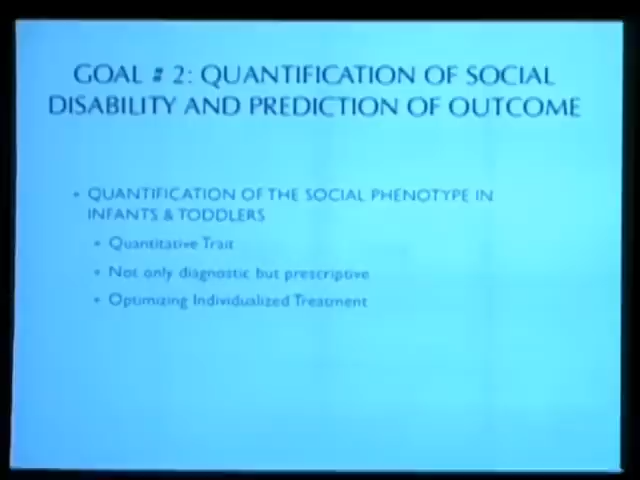 GOAL # 2: QUANTIFICATION OF SOCIAL
DISABILITY AND PREDICTION OF OUTCOME
• QUANTIFICATION OF THE SOCIAL PHENOTYPE IN
INFANTS & TODDLERS
• Quantitative Trait
• Not only diagnostic but prescriptive
• Optimizing Individualized Treatment